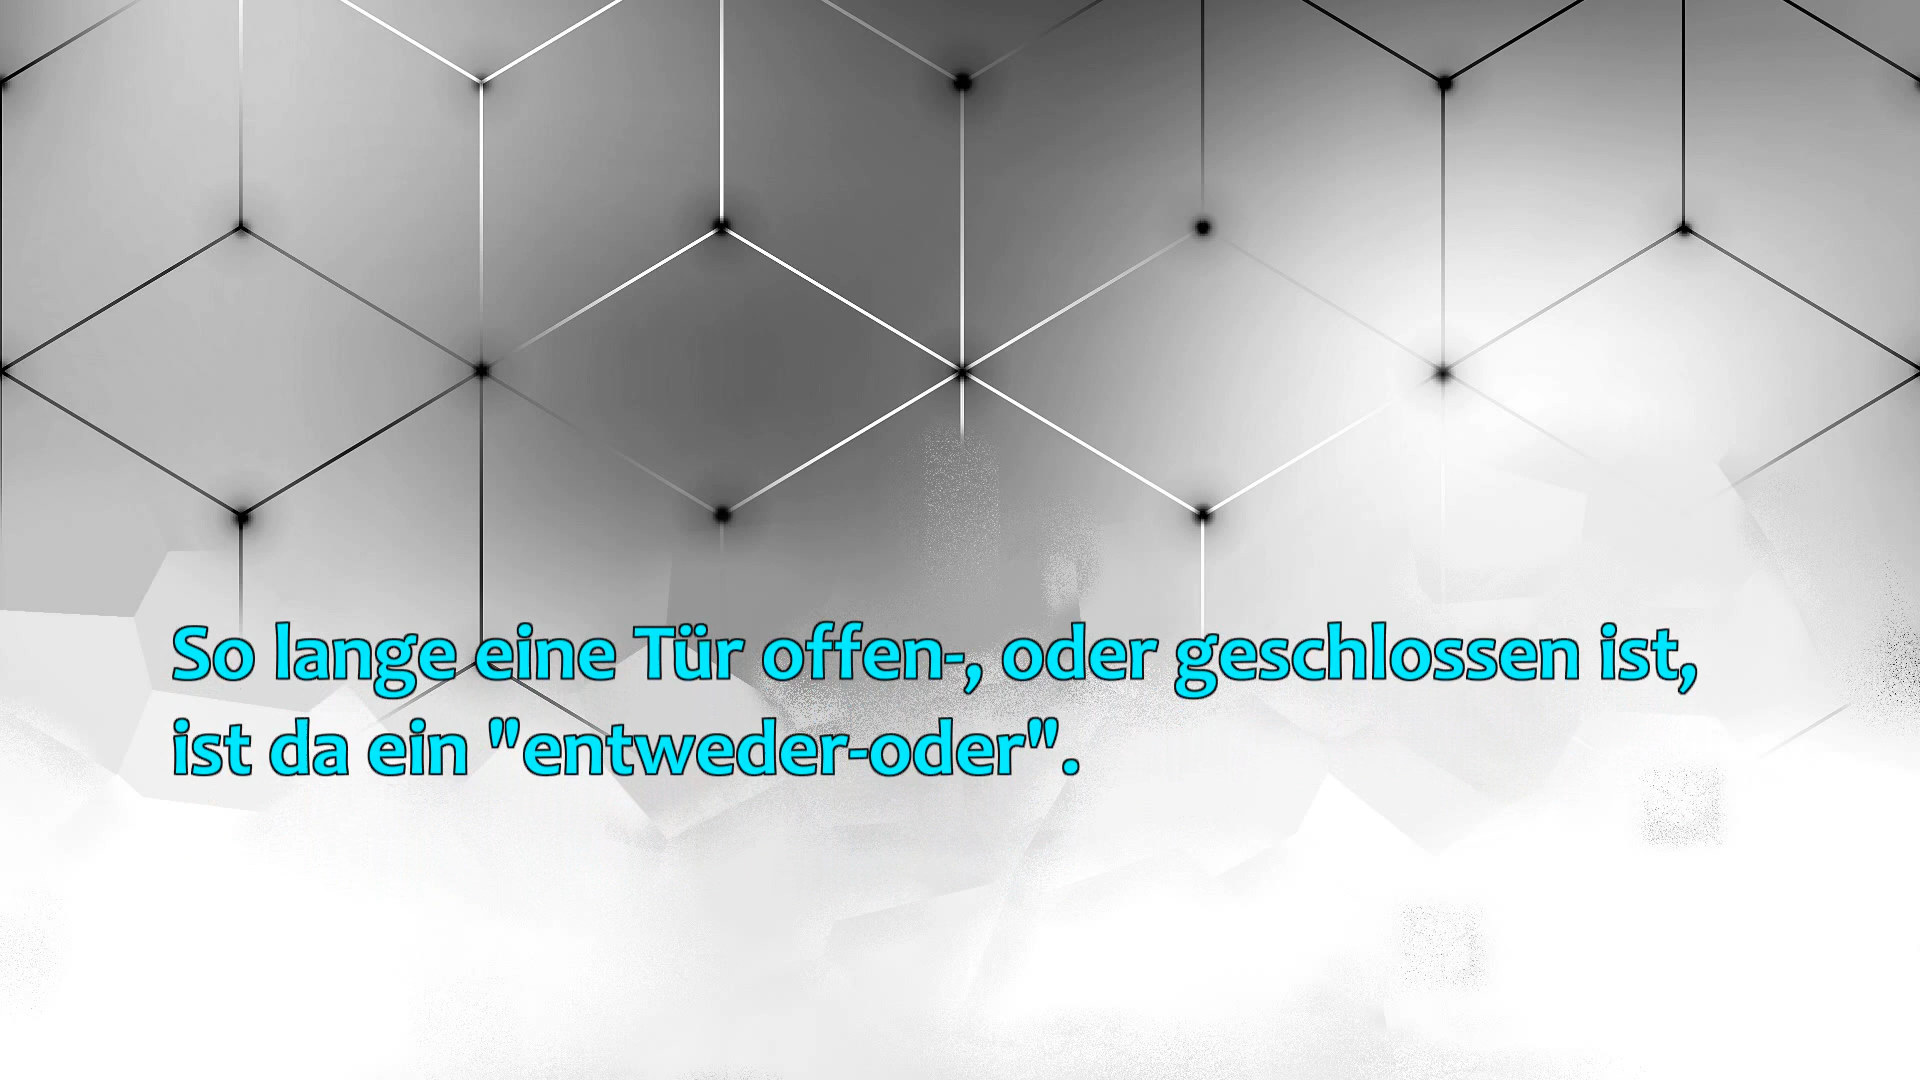 So lange eine Tür offen-, oder geschlossen ist,
ist da ein "entweder-oder".